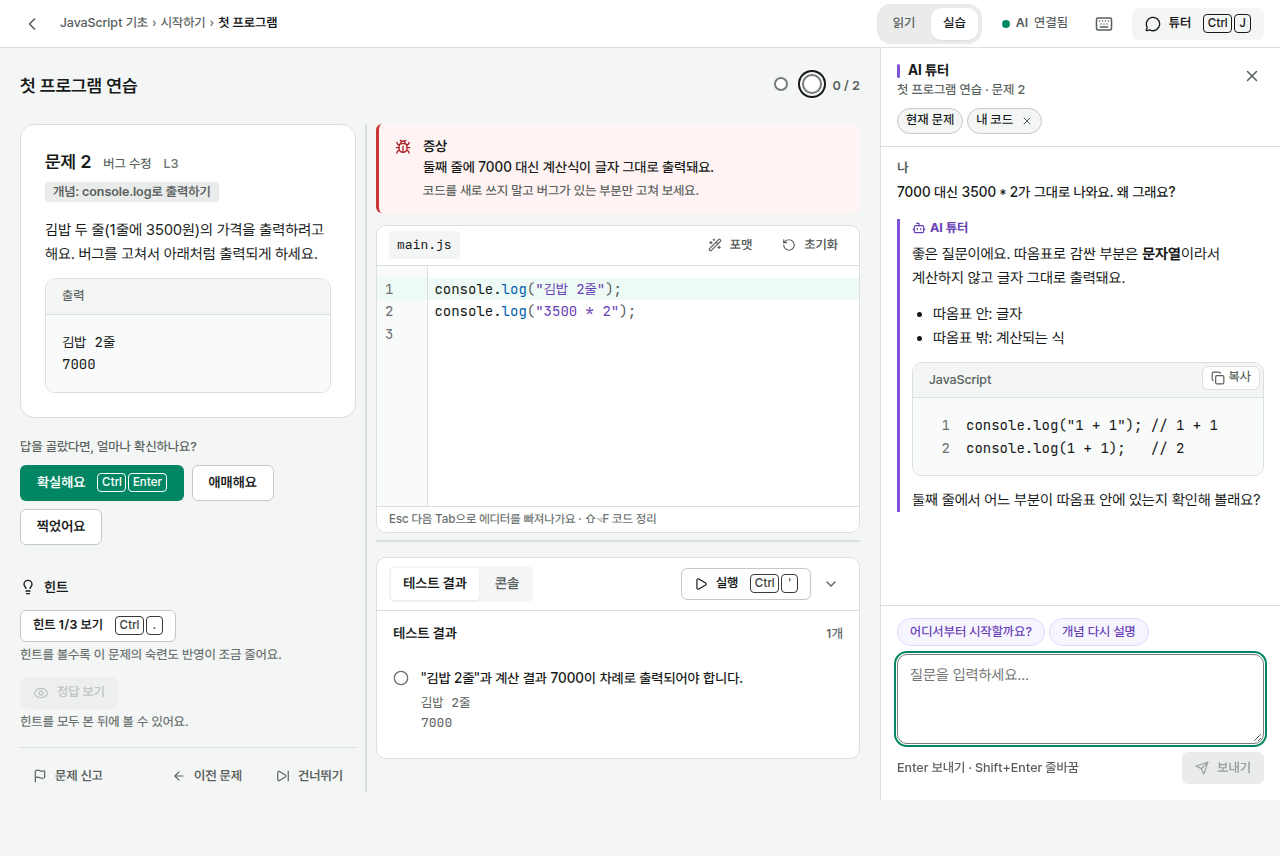 JavaScript 기초 › 시작하기 › 첫 프로그램
읽기 실습
AI 연결됨
튜터 Ctrl J
첫 프로그램 연습
0 / 2
문제 2 버그 수정 L3
개념: console.log로 출력하기
김밥 두 줄(1줄에 3500원)의 가격을 출력하려고
해요. 버그를 고쳐서 아래처럼 출력되게 하세요.
출력
김밥 2줄
7000
답을 골랐다면, 얼마나 확신하나요?
확실해요 Ctrl Enter
애매해요
찍었어요
힌트
힌트 1/3 보기 Ctrl .
힌트를 볼수록 이 문제의 숙련도 반영이 조금 줄어요.
정답 보기
힌트를 모두 본 뒤에 볼 수 있어요.
문제 신고
이전 문제
건너뛰기
증상
둘째 줄에 7000 대신 계산식이 글자 그대로 출력돼요.
코드를 새로 쓰지 말고 버그가 있는 부분만 고쳐 보세요.
main.js
포맷
초기화
1 console.log("김밥 2줄");
2 console.log("3500 * 2");
3
Esc 다음 Tab으로 에디터를 빠져나가요 · ⇧⌥F 코드 정리
테스트 결과 콘솔
실행 Ctrl '
테스트 결과
1개
"김밥 2줄"과 계산 결과 7000이 차례로 출력되어야 합니다.
김밥 2줄
7000
AI 튜터
첫 프로그램 연습 · 문제 2
현재 문제
내 코드 ×
나
7000 대신 3500 * 2가 그대로 나와요. 왜 그래요?
AI 튜터
좋은 질문이에요. 따옴표로 감싼 부분은 문자열이라서
계산하지 않고 글자 그대로 출력돼요.
• 따옴표 안: 글자
• 따옴표 밖: 계산되는 식
JavaScript
복사
1 console.log("1 + 1"); // 1 + 1
2 console.log(1 + 1);   // 2
둘째 줄에서 어느 부분이 따옴표 안에 있는지 확인해 볼래요?
어디서부터 시작할까요?
개념 다시 설명
질문을 입력하세요...
Enter 보내기 · Shift+Enter 줄바꿈
보내기